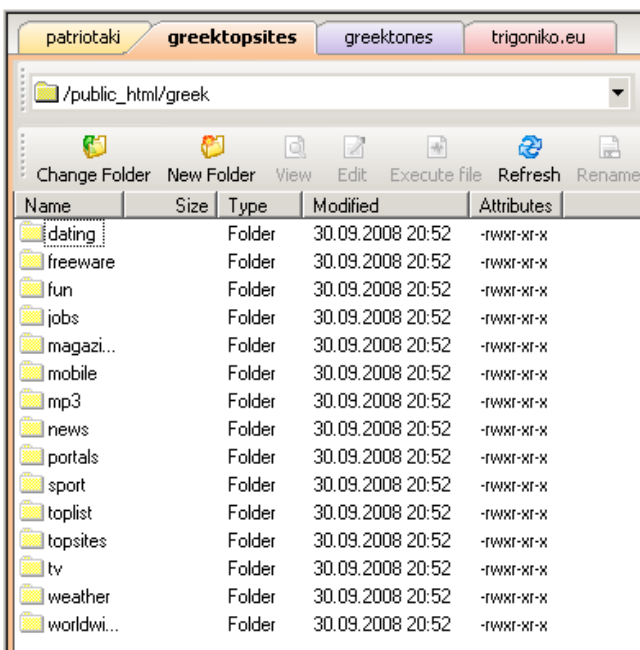 patriotaki greektopsites greektones trigoniko.eu
/public_html/greek
Change Folder New Folder View Edit Execute file Refresh Rename
Name Size Type Modified Attributes
dating Folder 30.09.2008 20:52 -rwxr-xr-x
freeware Folder 30.09.2008 20:52 -rwxr-xr-x
fun Folder 30.09.2008 20:52 -rwxr-xr-x
jobs Folder 30.09.2008 20:52 -rwxr-xr-x
magazi... Folder 30.09.2008 20:52 -rwxr-xr-x
mobile Folder 30.09.2008 20:52 -rwxr-xr-x
mp3 Folder 30.09.2008 20:52 -rwxr-xr-x
news Folder 30.09.2008 20:52 -rwxr-xr-x
portals Folder 30.09.2008 20:52 -rwxr-xr-x
sport Folder 30.09.2008 20:52 -rwxr-xr-x
toplist Folder 30.09.2008 20:52 -rwxr-xr-x
topsites Folder 30.09.2008 20:52 -rwxr-xr-x
tv Folder 30.09.2008 20:52 -rwxr-xr-x
weather Folder 30.09.2008 20:52 -rwxr-xr-x
worldwi... Folder 30.09.2008 20:52 -rwxr-xr-x